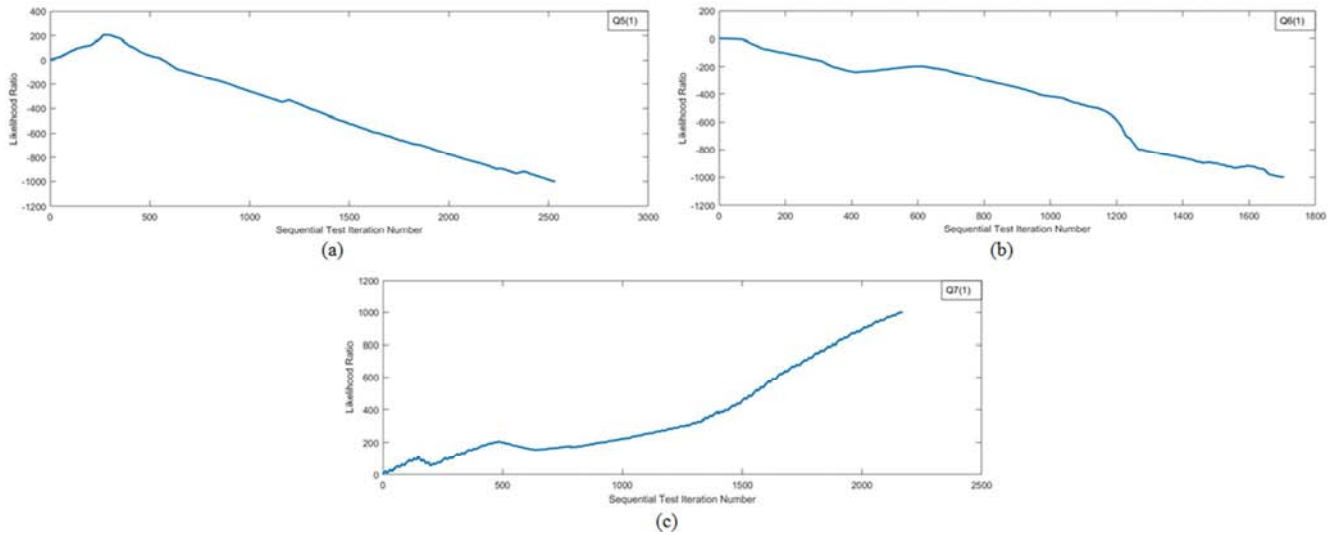 Q5(1)
400
200
0
-200
-400
-600
-800
-1000
-1200
Likelihood Ratio
0 500 1000 1500 2000 2500 3000
Sequential Test Iteration Number
(a)
Q6(1)
200
0
-200
-400
-600
-800
-1000
-1200
Likelihood Ratio
0 200 400 600 800 1000 1200 1400 1600 1800
Sequential Test Iteration Number
(b)
Q7(1)
1200
1000
800
600
400
200
0
Likelihood Ratio
0 500 1000 1500 2000 2500
Sequential Test Iteration Number
(c)